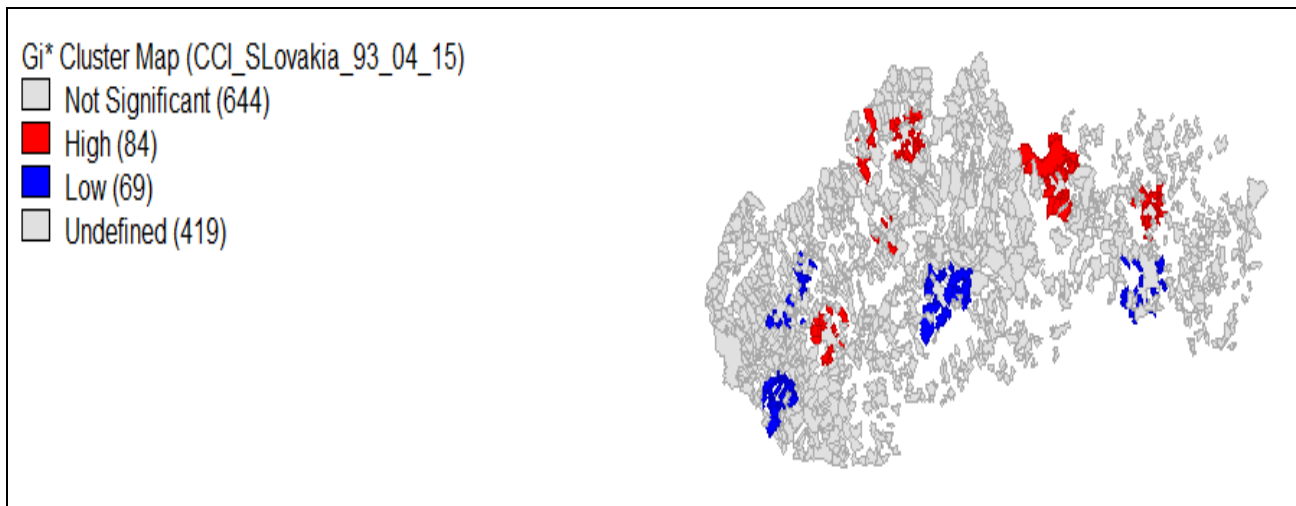 Gi* Cluster Map (CCI_SLovakia_93_04_15)
Not Significant (644)
High (84)
Low (69)
Undefined (419)